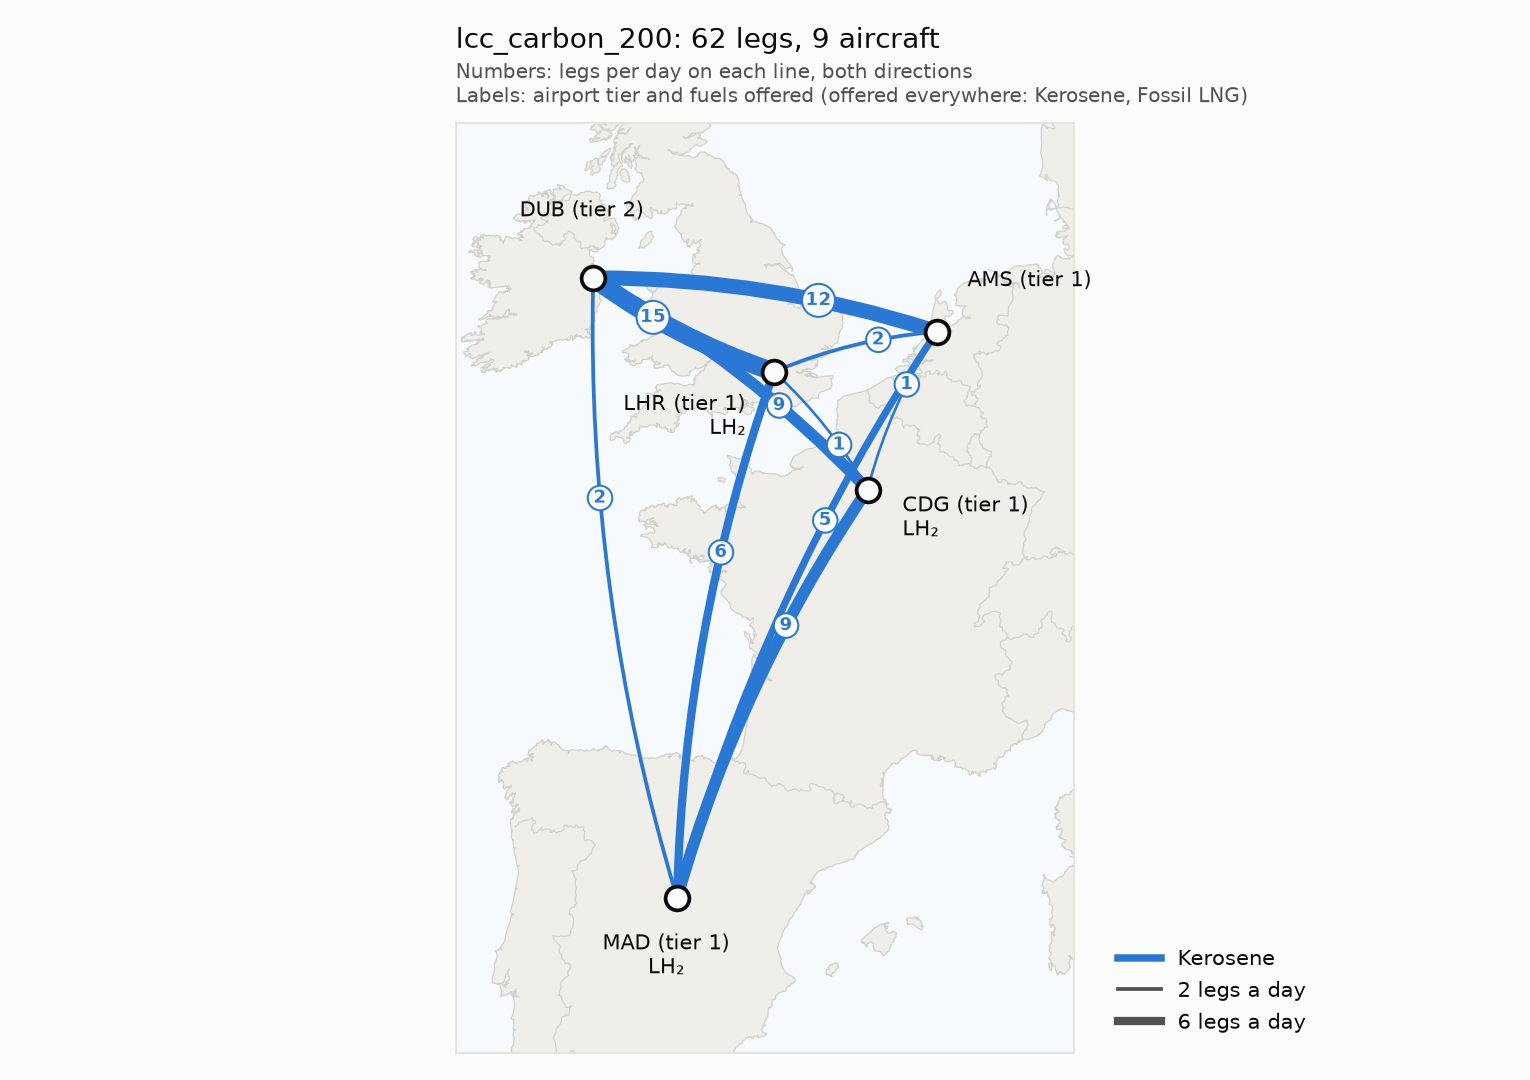 lcc_carbon_200: 62 legs, 9 aircraft
Numbers: legs per day on each line, both directions
Labels: airport tier and fuels offered (offered everywhere: Kerosene, Fossil LNG)
DUB (tier 2)
AMS (tier 1)
12
15
2
1
LHR (tier 1)
LH₂
9
1
2
CDG (tier 1)
LH₂
5
6
9
MAD (tier 1)
LH₂
Kerosene
2 legs a day
6 legs a day